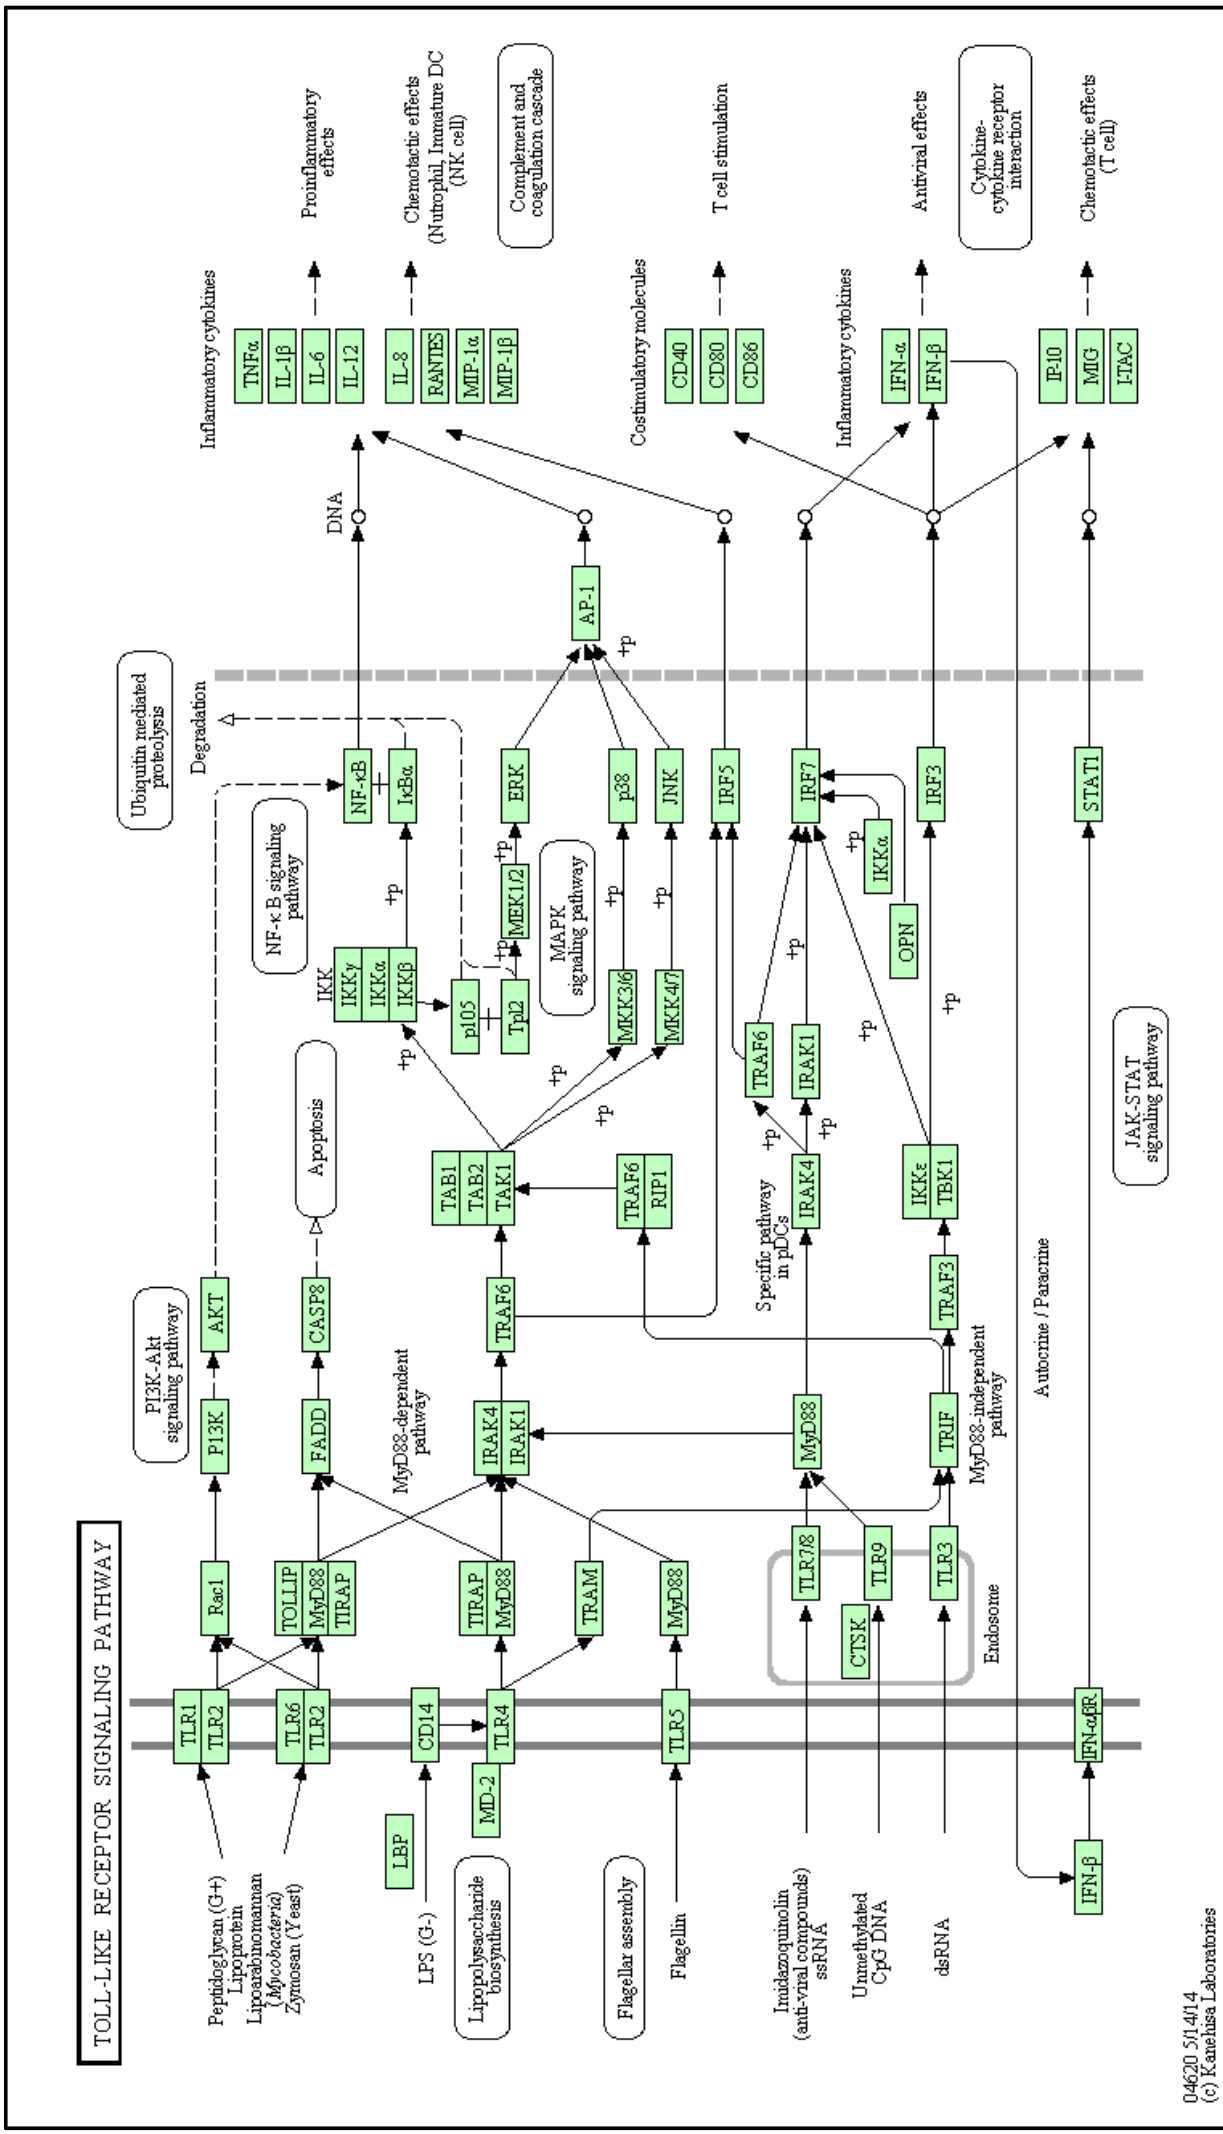 TOLL-LIKE RECEPTOR SIGNALING PATHWAY
Peptidoglycan (G+)
Lipoprotein
Lipoarabinomannan
(Mycobacteria)
Zymosan (Yeast)
TLR1
TLR2
TLR6
TLR2
Rac1
TOLLIP
MyD88
TIRAP
PI3K-Akt
signaling pathway
PI3K
AKT
FADD
CASP8
Apoptosis
MyD88-dependent
pathway
LBP
LPS (G-)
CD14
MD-2
TLR4
Lipopolysaccharide
biosynthesis
TIRAP
MyD88
TRAM
IRAK4
IRAK1
TRAF6
TAB1
TAB2
TAK1
TRAF6
RIP1
Flagellar assembly
Flagellin
TLR5
MyD88
Ubiquitin mediated
proteolysis
Degradation
NF-κB signaling
pathway
IKK
IKKγ
IKKα
IKKβ
NF-κB
IκBα
+p
+p
p105
Tpl2
+p
MEK1/2
+p
ERK
MAPK
signaling pathway
+p
MKK3/6
+p
p38
+p
MKK4/7
+p
JNK
AP-1
+p
DNA
Inflammatory cytokines
TNFα
IL-1β
IL-6
IL-12
Proinflammatory
effects
IL-8
RANTES
MIP-1α
MIP-1β
Chemotactic effects
(Nutrophil, Immature DC)
(NK cell)
Complement and
coagulation cascade
Costimulatory molecules
CD40
CD80
CD86
T cell stimulation
Imidazoquinolin
(anti-viral compounds)
ssRNA
Unmethylated
CpG DNA
dsRNA
TLR7/8
TLR9
CTSK
TLR3
Endosome
MyD88
TRIF
MyD88-independent
pathway
TRAF3
Specific pathway
in pDCs
IRAK4
+p
TRAF6
+p
IRAK1
+p
IKKε
TBK1
+p
+p
IRF5
IRF7
+p
IKKα
OPN
IRF3
Inflammatory cytokines
IFN-α
IFN-β
Antiviral effects
Cytokine-
cytokine receptor
interaction
Autocrine / Paracrine
IFN-β
IFN-αβR
JAK-STAT
signaling pathway
STAT1
IP-10
MIG
I-TAC
Chemotactic effects
(T cell)
04620 5/14/14
(c) Kanehisa Laboratories